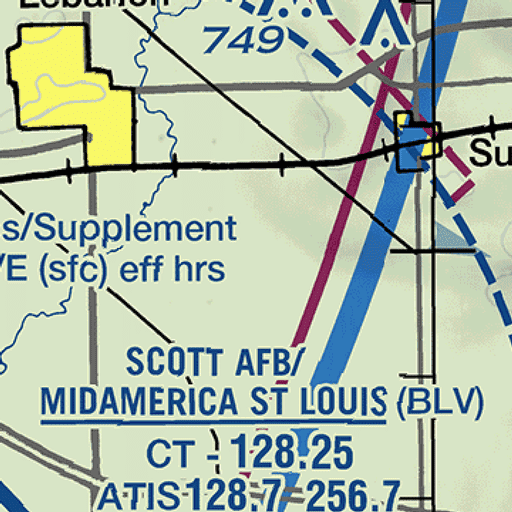 Lebanon
749
Su
s/Supplement
/E (sfc) eff hrs
SCOTT AFB/
MIDAMERICA ST LOUIS (BLV)
CT - 128.25
ATIS 128.7 256.7